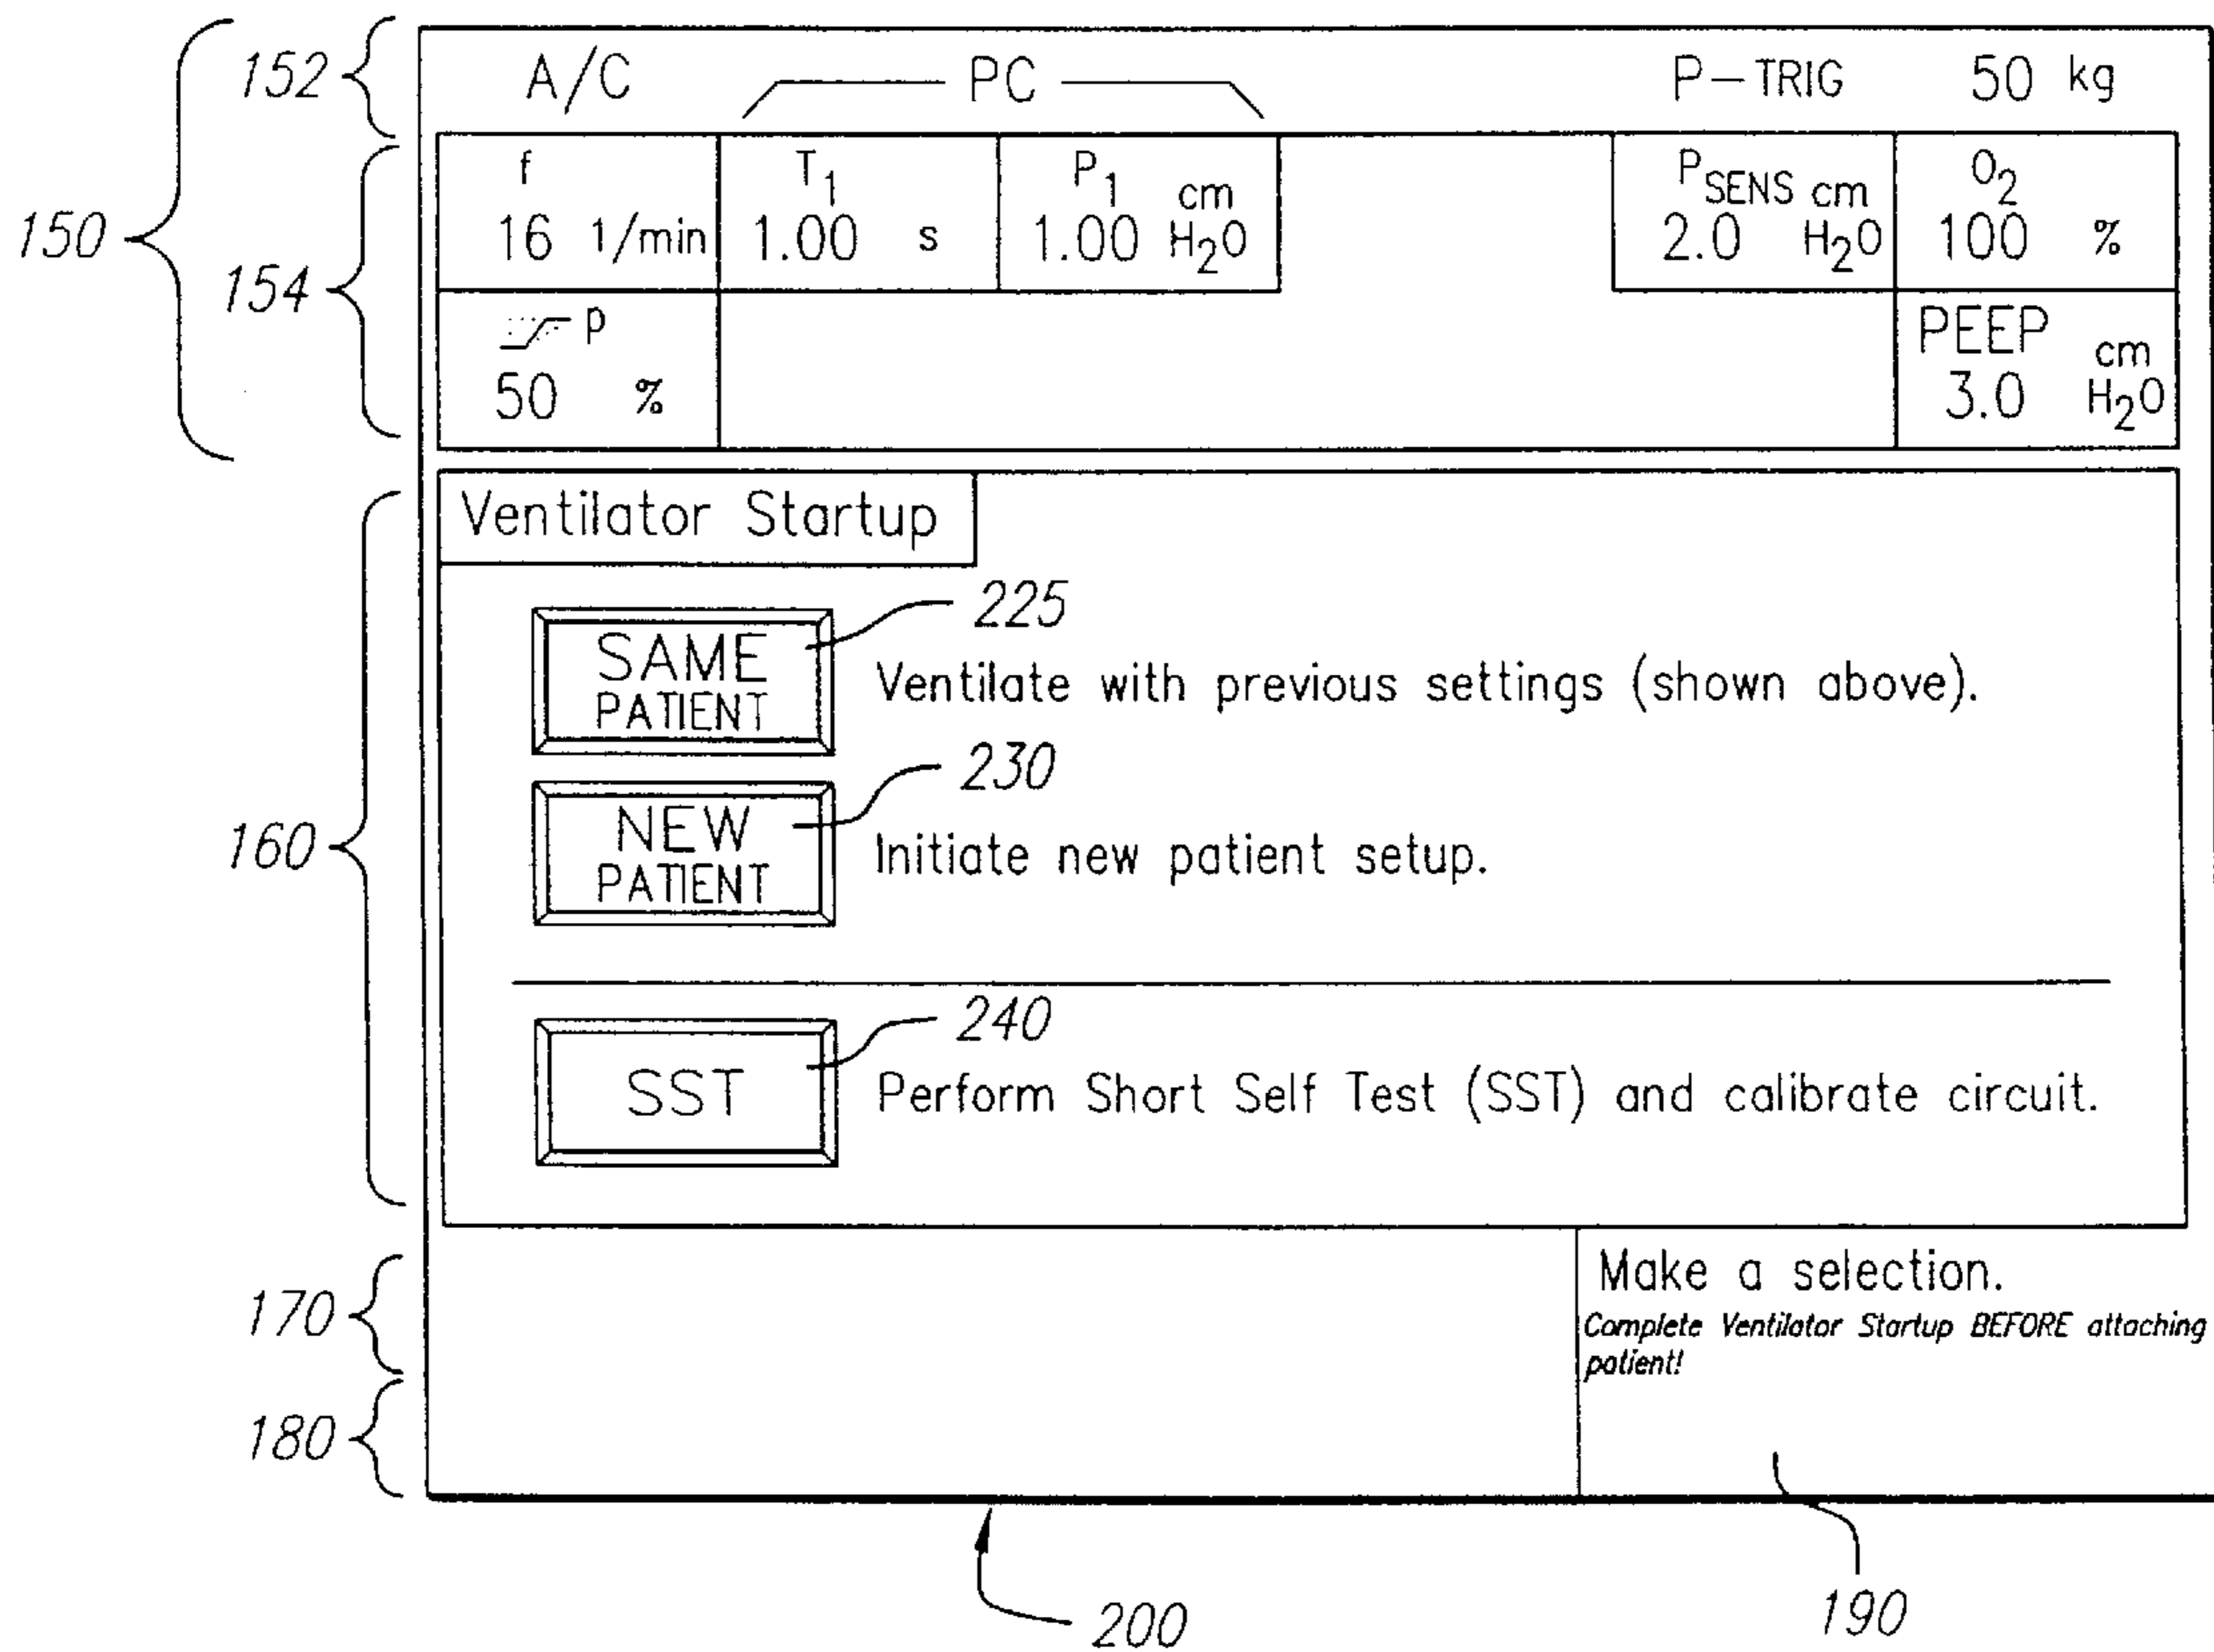 152 A/C PC P-TRIG 50 kg
f T1 P1 cm PSENS cm O2
16 1/min 1.00 s 1.00 H2O 2.0 H2O 100 %
150
154
P PEEP cm
50 % 3.0 H2O
Ventilator Startup
225
SAME
PATIENT
Ventilate with previous settings (shown above).
230
NEW
PATIENT
Initiate new patient setup.
160
240
SST
Perform Short Self Test (SST) and calibrate circuit.
170
Make a selection.
Complete Ventilator Startup BEFORE attaching
patient!
180
200
190